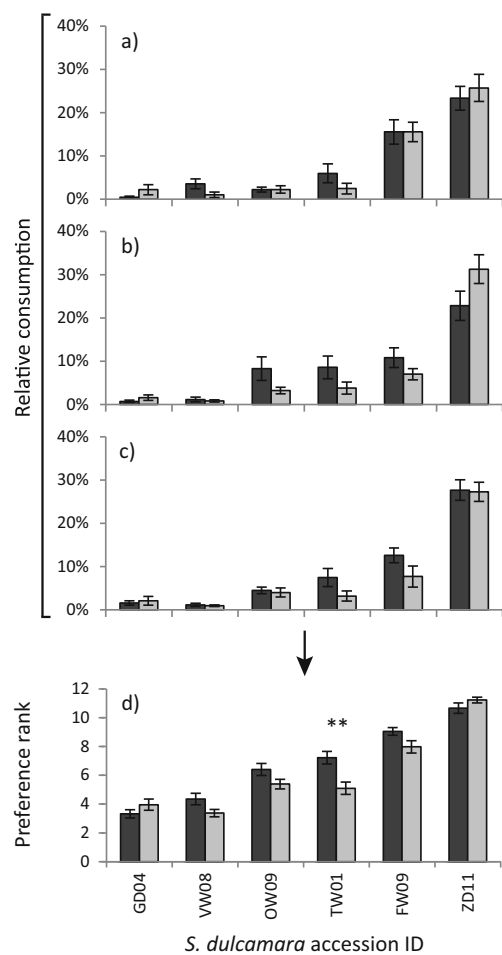 a)
40%
30%
20%
10%
0%
b)
40%
30%
20%
10%
0%
c)
40%
30%
20%
10%
0%
Relative consumption
d)
**
12
10
8
6
4
2
0
Preference rank
GD04 VW08 OW09 TW01 FW09 ZD11
S. dulcamara accession ID